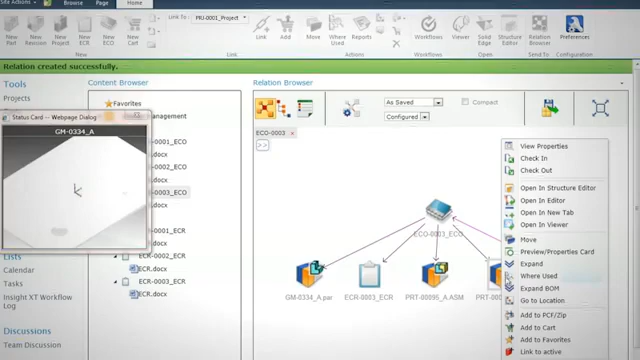 Site Actions
Browse
Page
Home
New Part
New Revision
New Project
New ECR
New ECO
New Cart
Link To: PRJ-0001_Project
Link
Add
Move
Where Used
Reports
Workflows
Viewer
Solid Edge
Structure Editor
Relation Browser
Preferences
Link
Actions
Workflows
Send To
Configuration
Relation created successfully.
Tools
Projects
Content Browser
Favorites
Relation Browser
As Saved
Compact
Configured
ECO-0003 ×
>>
Status Card -- Webpage Dialog
GM-0334_A
-0001_ECO
.docx
-0002_ECO
.docx
-0003_ECO
.docx
ECR-0002_ECR
ECR.docx
ECR-0003_ECR
ECR.docx
Lists
Calendar
Tasks
Insight XT Workflow Log
Discussions
Team Discussion
ECO-0003_ECO
GM-0334_A.par
ECR-0003_ECR
PRT-00095_A.ASM
View Properties
Check In
Check Out
Open In Structure Editor
Open In Editor
Open In New Tab
Open In Viewer
Move
Preview/Properties Card
Expand
Where Used
Expand BOM
Go to Location
Add to PCF/Zip
Add to Cart
Add to Favorites
Link to active